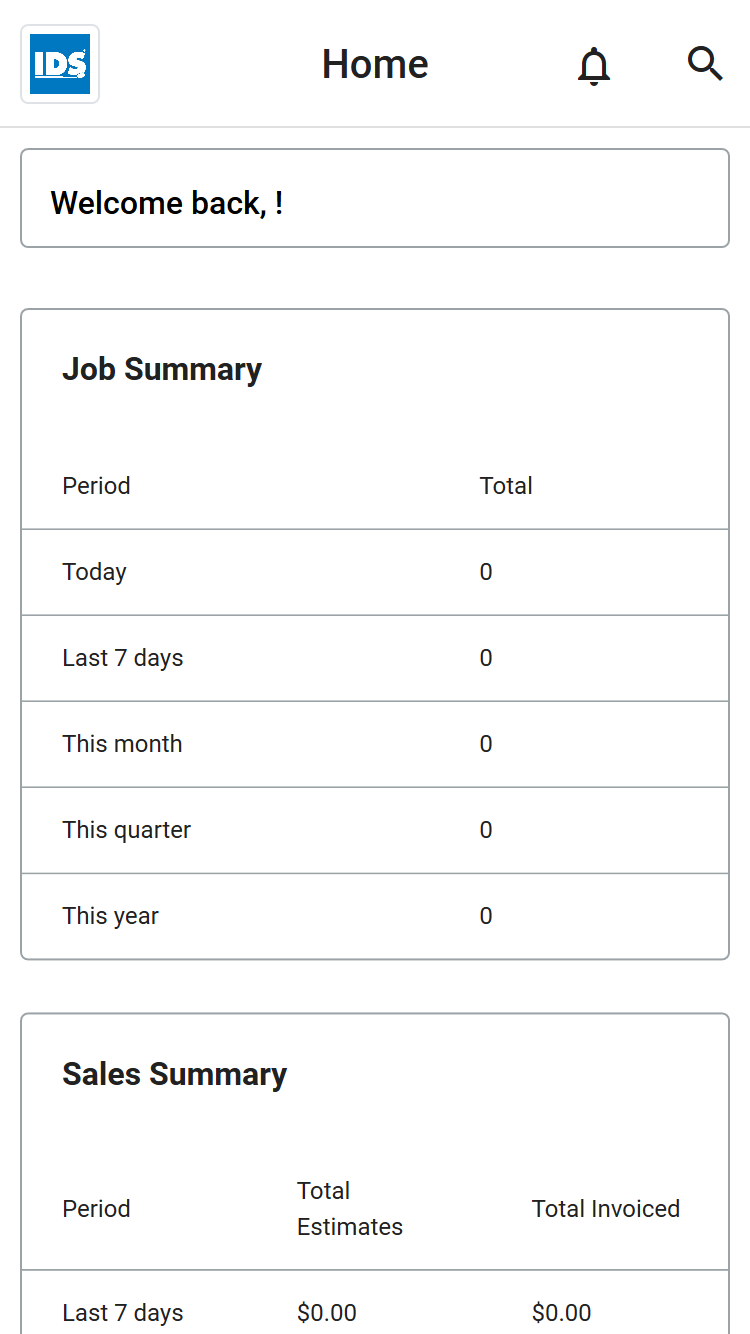 IDS
Home
Welcome back, !
Job Summary
Period Total
Today 0
Last 7 days 0
This month 0
This quarter 0
This year 0
Sales Summary
Period Total Estimates Total Invoiced
Last 7 days $0.00 $0.00